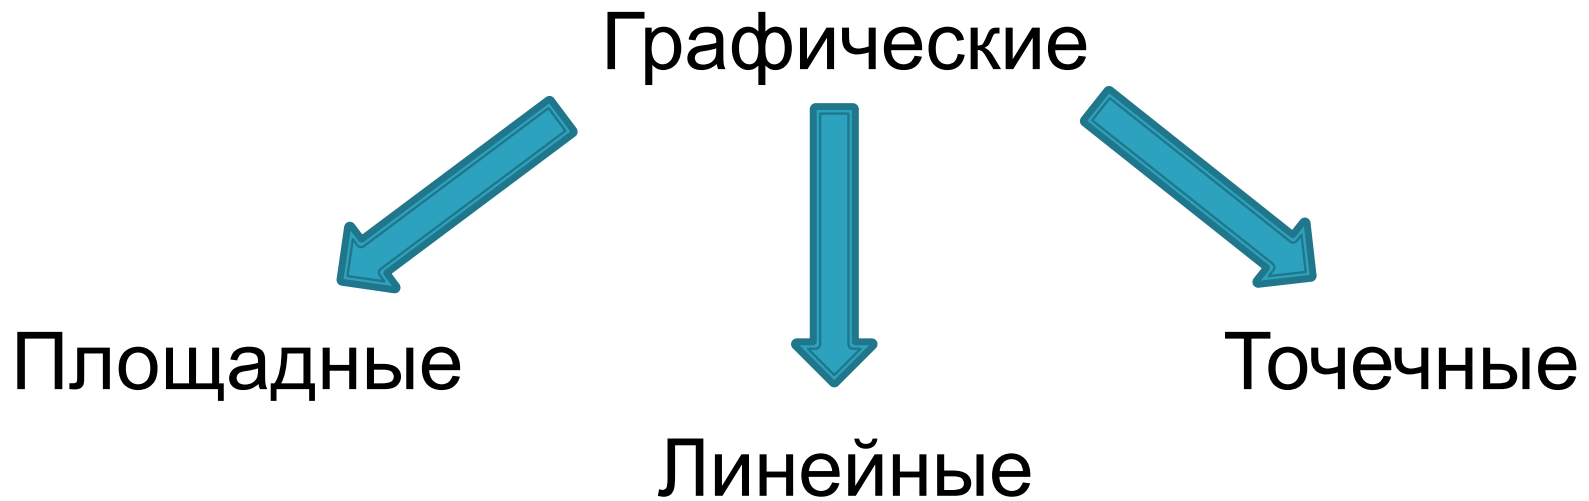 Графические
Площадные
Точечные
Линейные